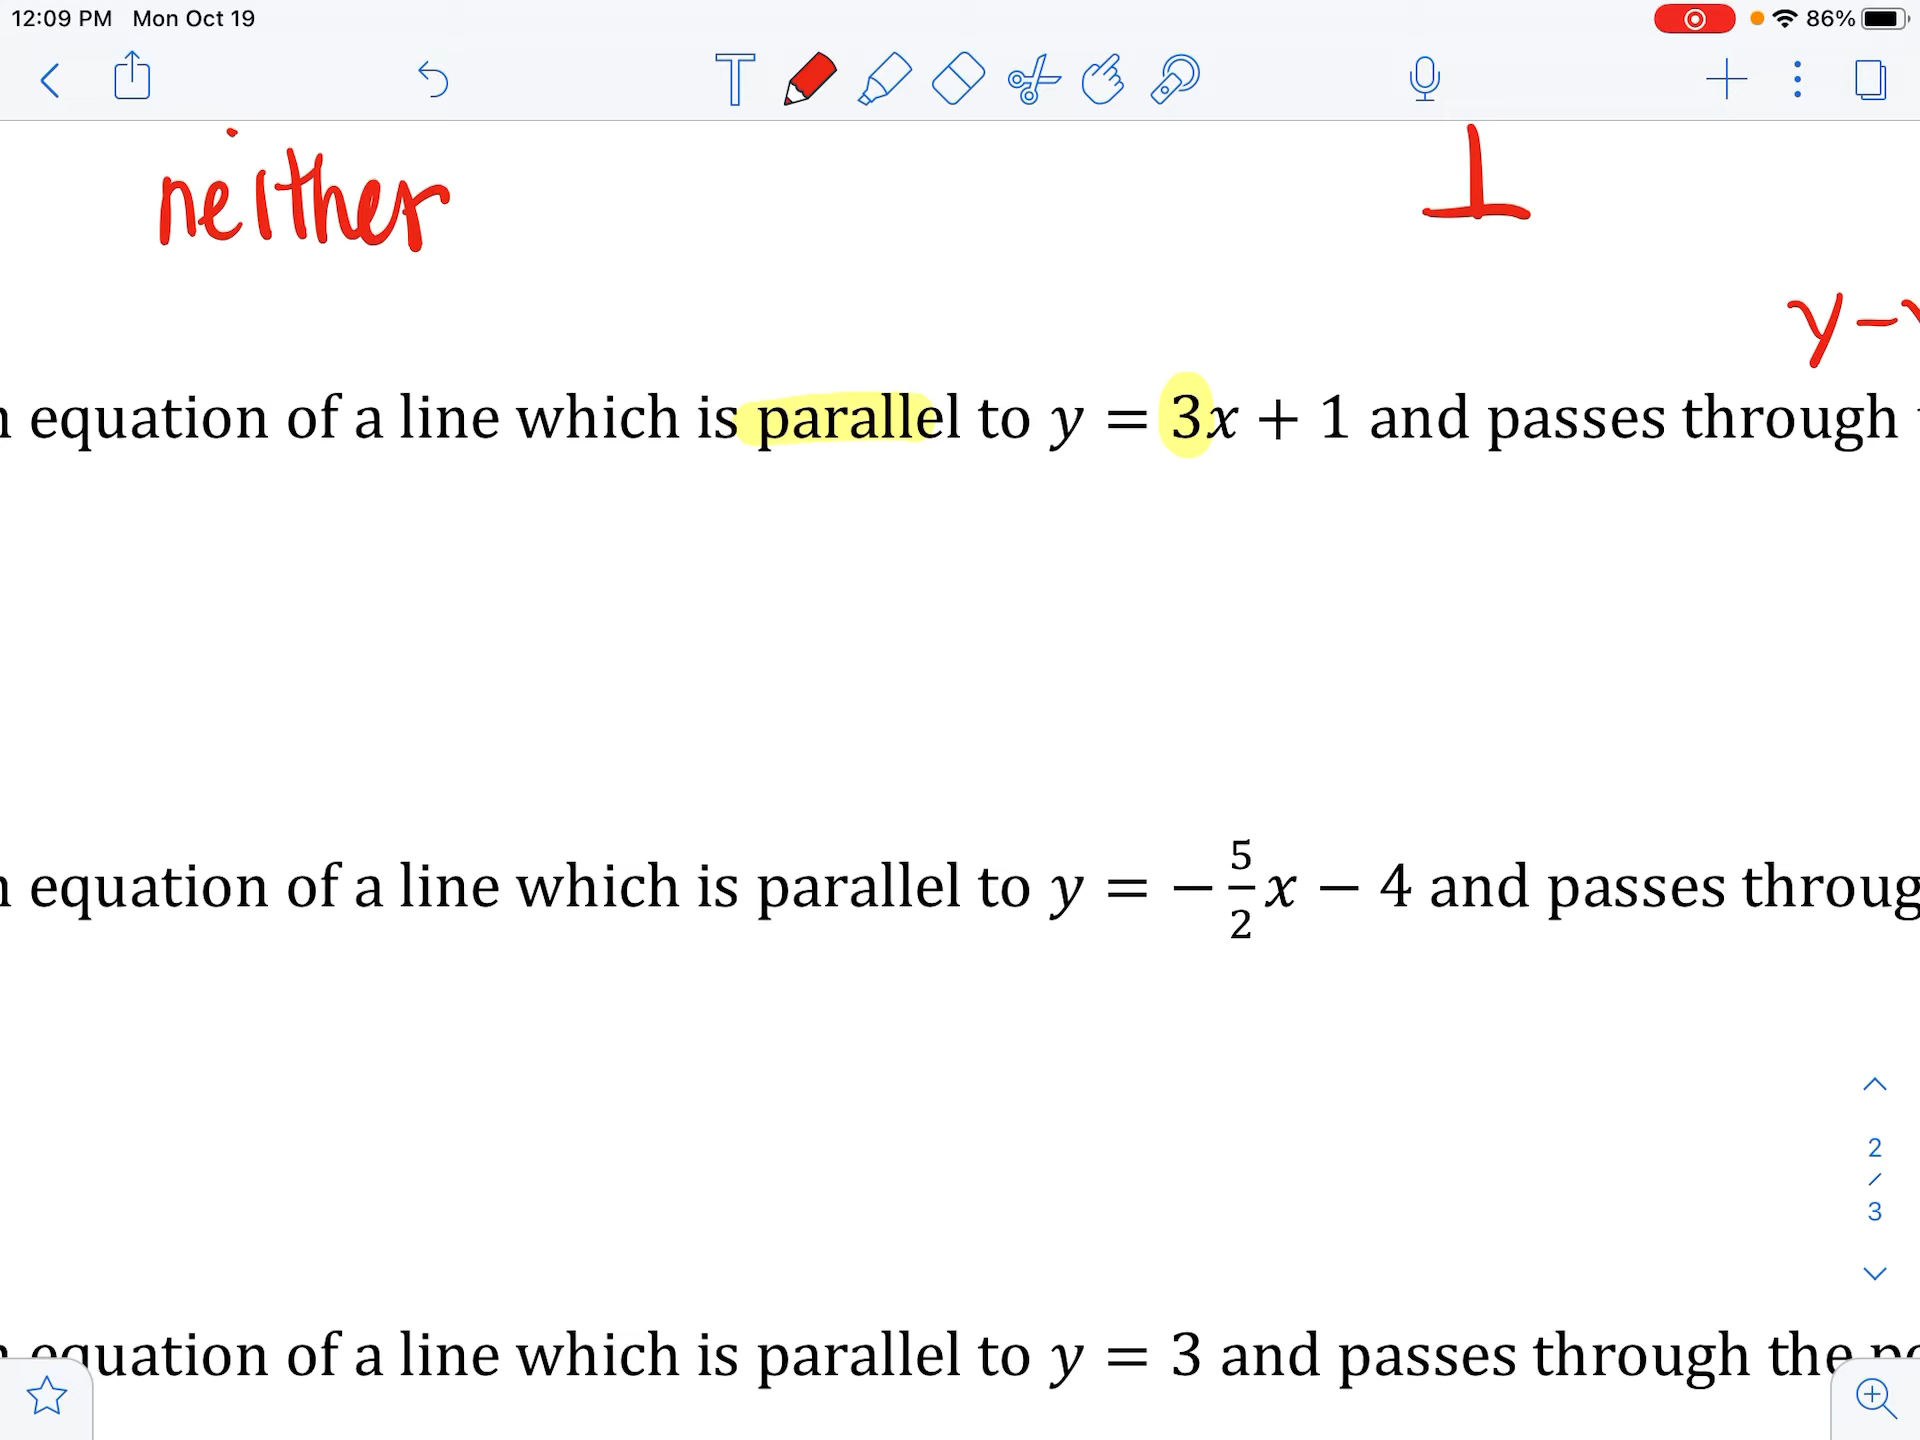 12:09 PM Mon Oct 19 86%
T
neither
⊥
y-
equation of a line which is parallel to y = 3x + 1 and passes through
equation of a line which is parallel to y = -5/2x - 4 and passes throug
2
/
3
equation of a line which is parallel to y = 3 and passes through the